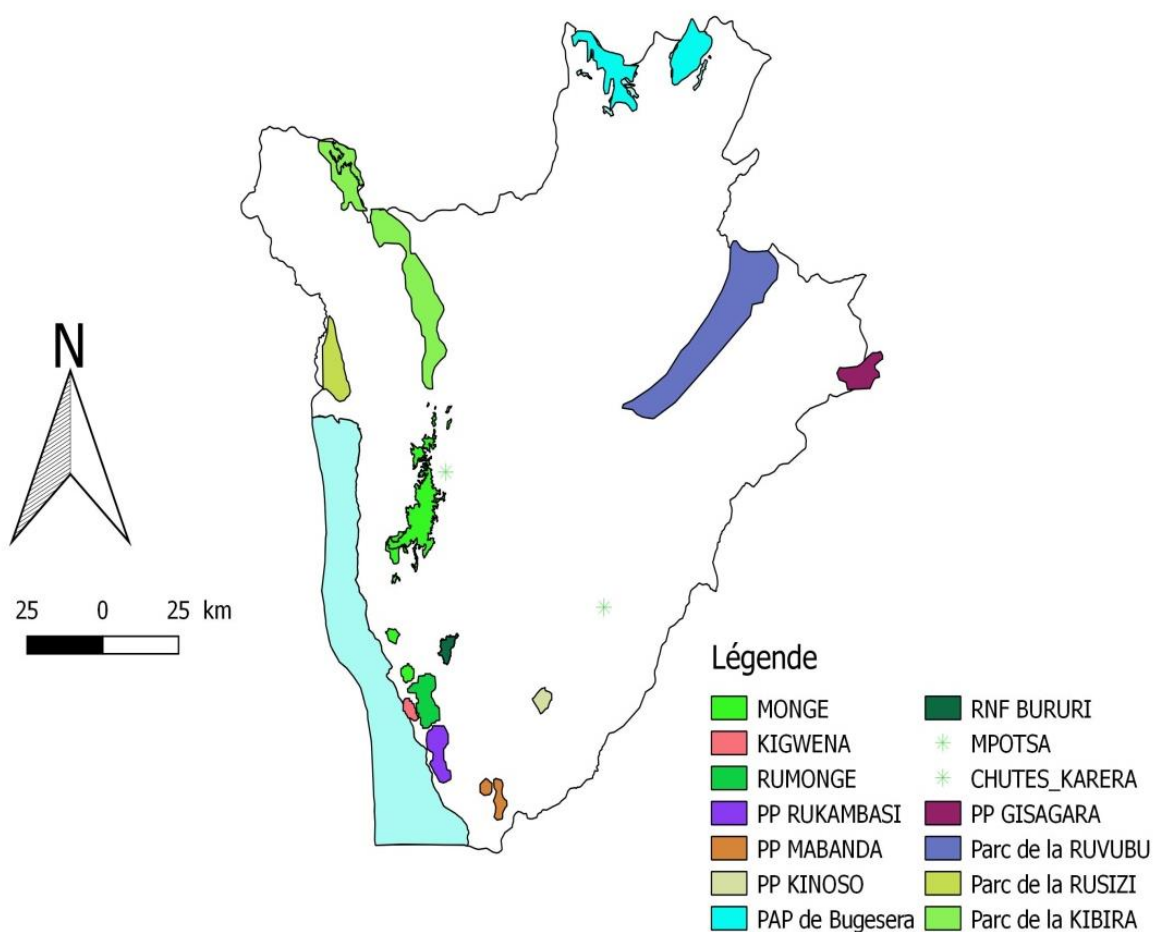 N
25 0 25 km
Légende
MONGE
KIGWENA
RUMONGE
PP RUKAMBASI
PP MABANDA
PP KINOSO
PAP de Bugesera
RNF BURURI
MPOTSA
CHUTES_KARERA
PP GISAGARA
Parc de la RUVUBU
Parc de la RUSIZI
Parc de la KIBIRA